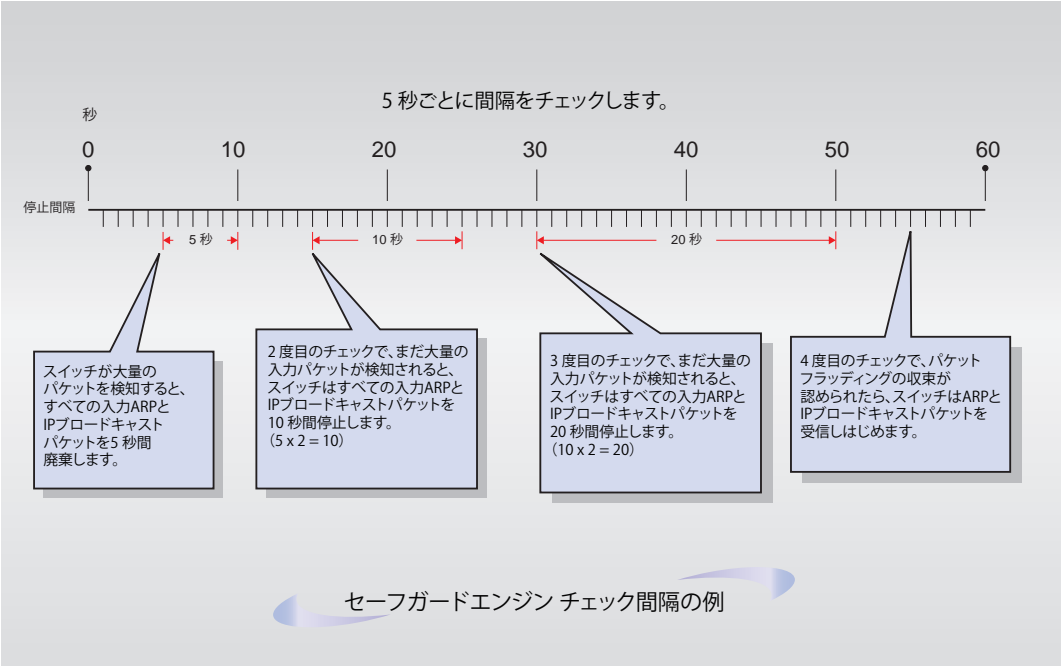 5 秒ごとに間隔をチェックします。
秒
0 10 20 30 40 50 60
停止間隔
5 秒 10 秒 20 秒
スイッチが大量の
パケットを検知すると、
すべての入力ARPと
IPブロードキャスト
パケットを5 秒間
廃棄します。
2 度目のチェックで、まだ大量の
入力パケットが検知されると、
スイッチはすべての入力ARPと
IPブロードキャストパケットを
10 秒間停止します。
(5 x 2 = 10)
3 度目のチェックで、まだ大量の
入力パケットが検知されると、
スイッチはすべての入力ARPと
IPブロードキャストパケットを
20 秒間停止します。
(10 x 2 = 20)
4 度目のチェックで、パケット
フラッディングの収束が
認められたら、スイッチはARPと
IPブロードキャストパケットを
受信しはじめます。
セーフガードエンジン チェック間隔の例